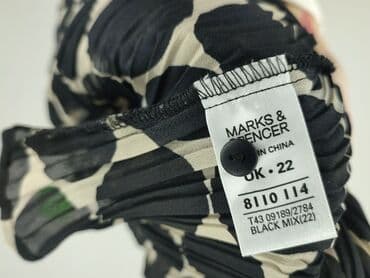 MARKS &
SPENCER
IN CHINA
UK • 22
8110 114
T43 09189/2784
BLACK MIX(22)